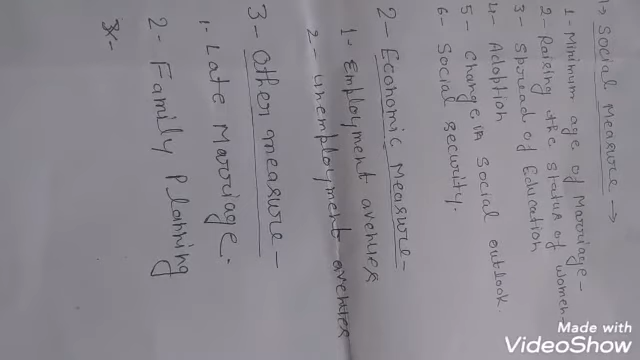 1) Social Measure →
1- Minimum age of Marriage-
2- Raising the status of women-
3- Spread of Education
4- Adoption
5- Change in Social outlook.
6- Social Security.
2- Economic Measure-
1- Employment avenues
2- unemployment avenues
3- Other measure-
1- Late Marriage.
2- Family Planning
X-
Made with
VideoShow